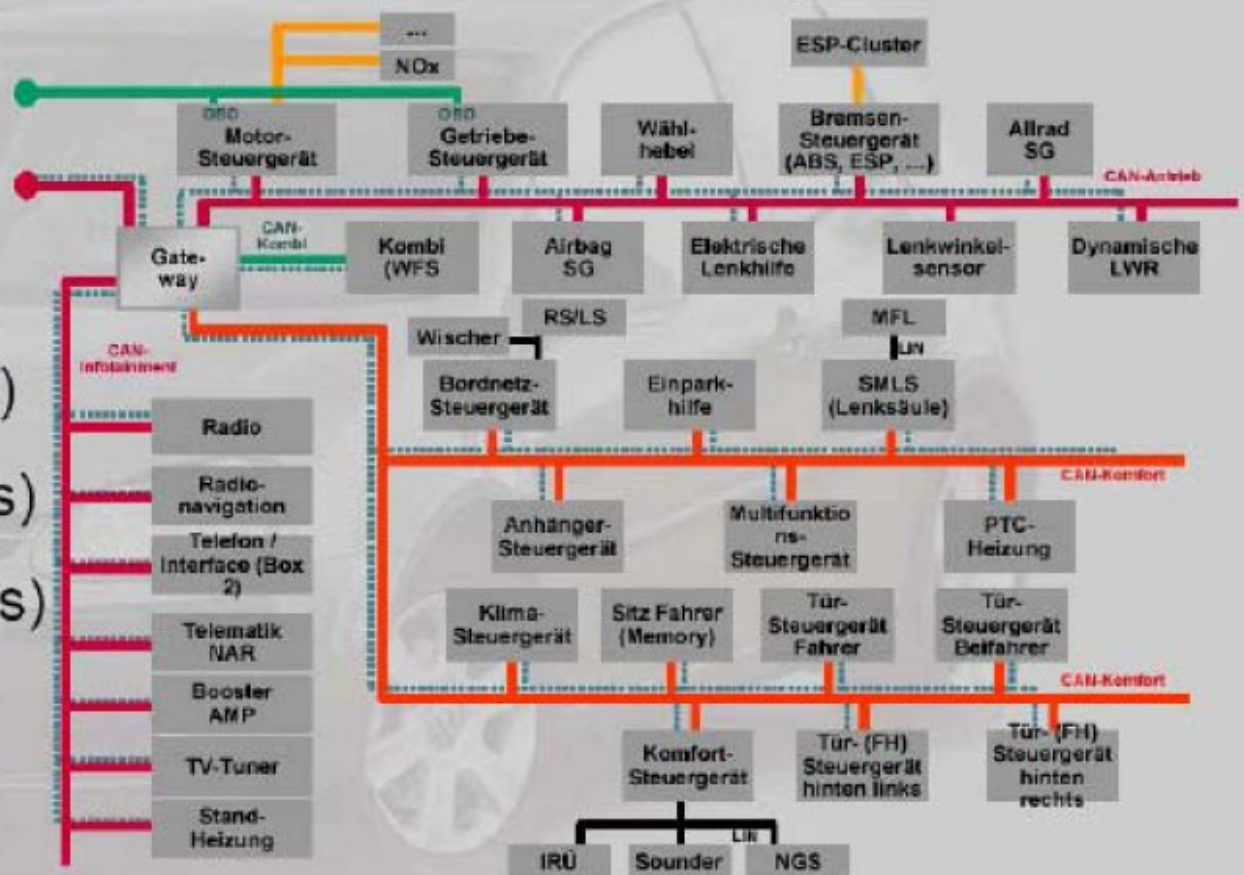 ---
NOx
ESP-Cluster
OBD
OBD
Motor-
Steuergerät
Getriebe-
Steuergerät
Wähl-
hebel
Bremsen-
Steuergerät
(ABS, ESP, ...)
Allrad
SG
CAN-Antrieb
Gate-
way
CAN-
Kombi
Kombi
(WFS
Airbag
SG
Elektrische
Lenkhilfe
Lenkwinkel-
sensor
Dynamische
LWR
RS/LS
MFL
Wischer
LIN
CAN-
Infotainment
)
Bordnetz-
Steuergerät
Einpark-
hilfe
SMLS
(Lenksäule)
Radio
CAN-Komfort
s)
Radio-
navigation
Anhänger-
Steuergerät
Multifunktio
ns-
Steuergerät
PTC-
Heizung
Telefon /
Interface (Box
2)
s)
Klima-
Steuergerät
Sitz Fahrer
(Memory)
Tür-
Steuergerät
Fahrer
Tür-
Steuergerät
Beifahrer
Telematik
NAR
CAN-Komfort
Booster
AMP
TV-Tuner
Komfort-
Steuergerät
Tür- (FH)
Steuergerät
hinten links
Tür- (FH)
Steuergerät
hinten
rechts
Stand-
Heizung
LIN
IRÜ
Sounder
NGS